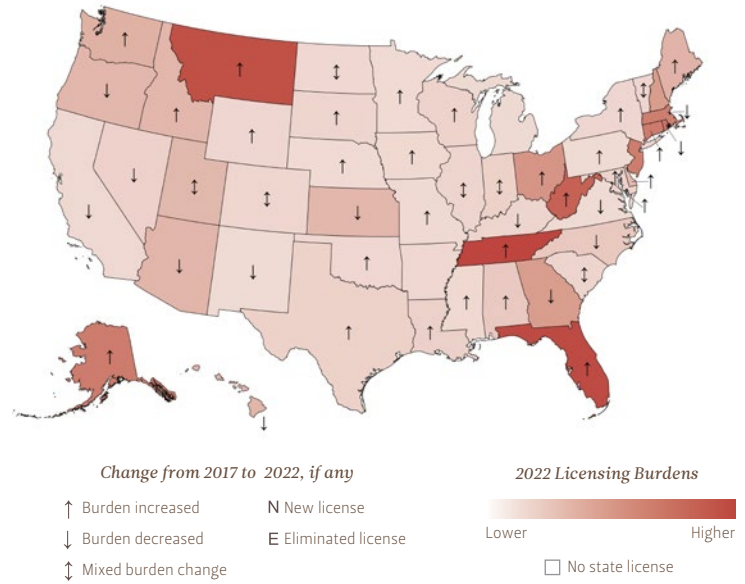 Change from 2017 to 2022, if any
↑ Burden increased
↓ Burden decreased
↕ Mixed burden change
N New license
E Eliminated license
2022 Licensing Burdens
Lower Higher
No state license